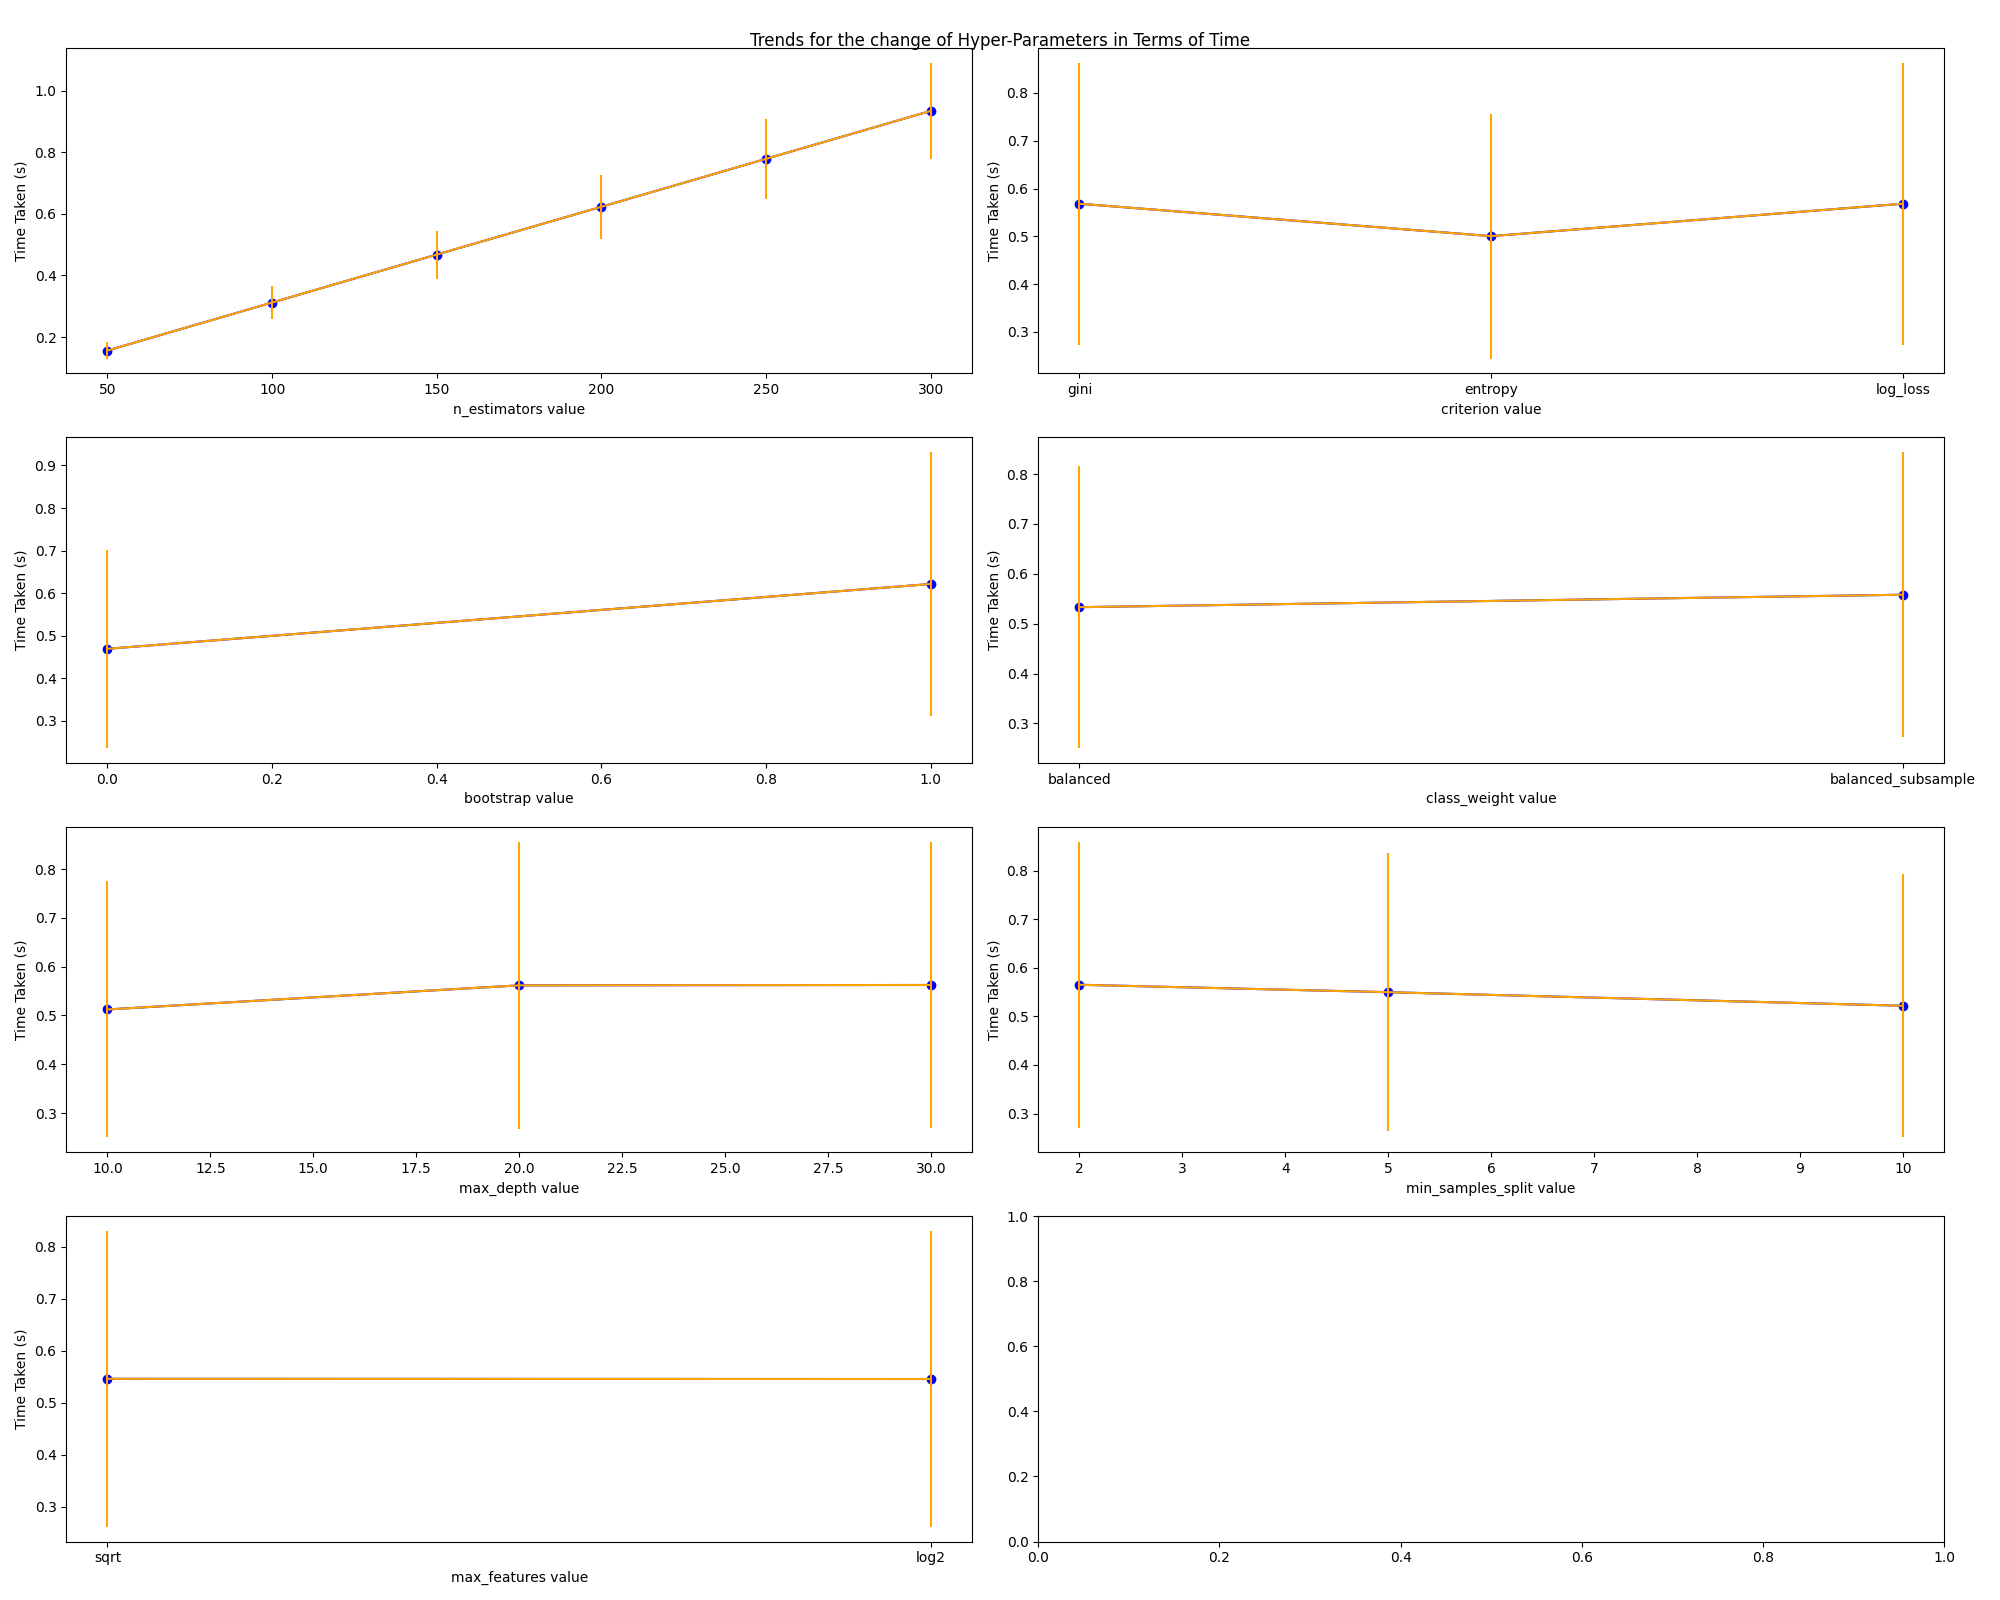 Trends for the change of Hyper-Parameters in Terms of Time
Time Taken (s)
1.0
0.8
0.6
0.4
0.2
50 100 150 200 250 300
n_estimators value
Time Taken (s)
0.8
0.7
0.6
0.5
0.4
0.3
gini entropy log_loss
criterion value
Time Taken (s)
0.9
0.8
0.7
0.6
0.5
0.4
0.3
0.0 0.2 0.4 0.6 0.8 1.0
bootstrap value
Time Taken (s)
0.8
0.7
0.6
0.5
0.4
0.3
balanced balanced_subsample
class_weight value
Time Taken (s)
0.8
0.7
0.6
0.5
0.4
0.3
10.0 12.5 15.0 17.5 20.0 22.5 25.0 27.5 30.0
max_depth value
Time Taken (s)
0.8
0.7
0.6
0.5
0.4
0.3
2 3 4 5 6 7 8 9 10
min_samples_split value
Time Taken (s)
0.8
0.7
0.6
0.5
0.4
0.3
sqrt log2
max_features value
1.0
0.8
0.6
0.4
0.2
0.0
0.0 0.2 0.4 0.6 0.8 1.0